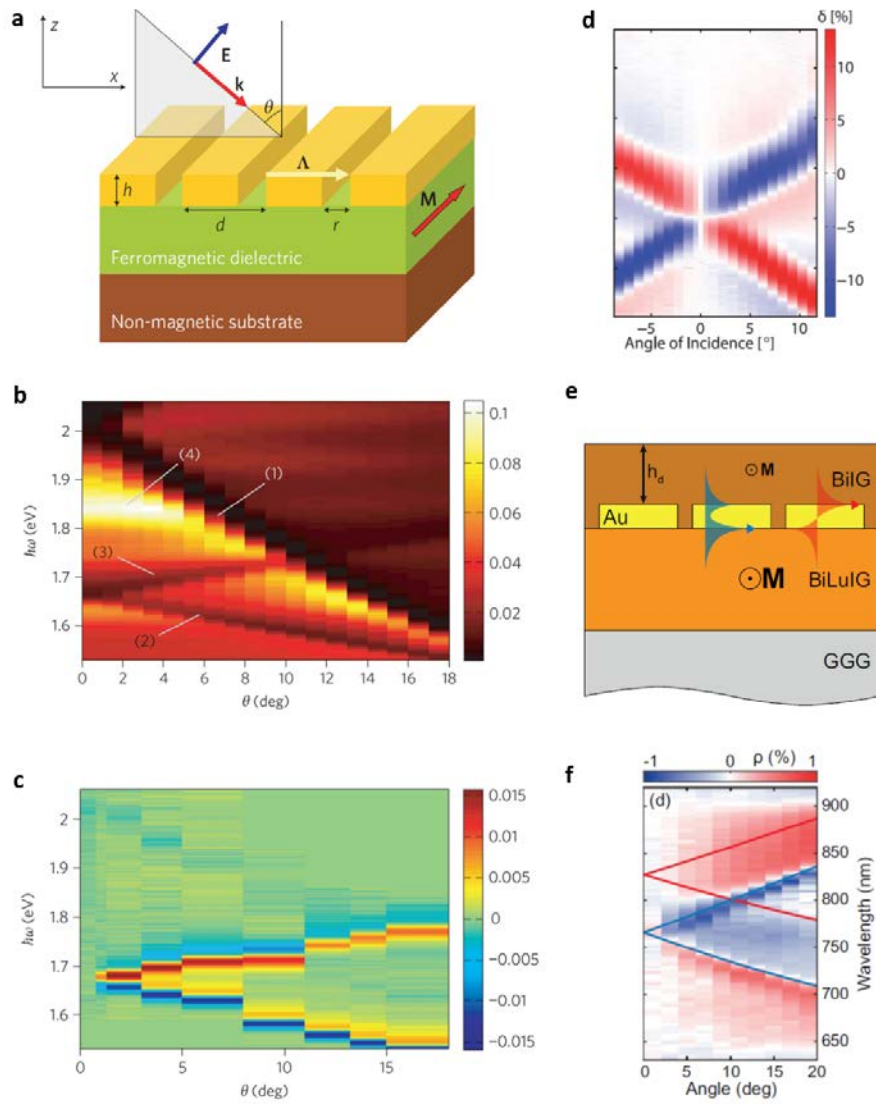 a
z
x
E
k
θ
Λ
h
d
r
M
Ferromagnetic dielectric
Non-magnetic substrate
b
2
1.9
1.8
1.7
1.6
ħω (eV)
(4)
(1)
(3)
(2)
0 2 4 6 8 10 12 14 16 18
θ (deg)
0.1
0.08
0.06
0.04
0.02
c
2
1.9
1.8
1.7
1.6
ħω (eV)
0 5 10 15
θ (deg)
0.015
0.01
0.005
0
−0.005
−0.01
−0.015
d
δ [%]
10
5
0
−5
−10
−5 0 5 10
Angle of Incidence [°]
e
h_d
M
BiIG
Au
M
BiLuIG
GGG
f
-1 0 ρ (%) 1
(d)
900
850
800
750
700
650
Wavelength (nm)
0 5 10 15 20
Angle (deg)